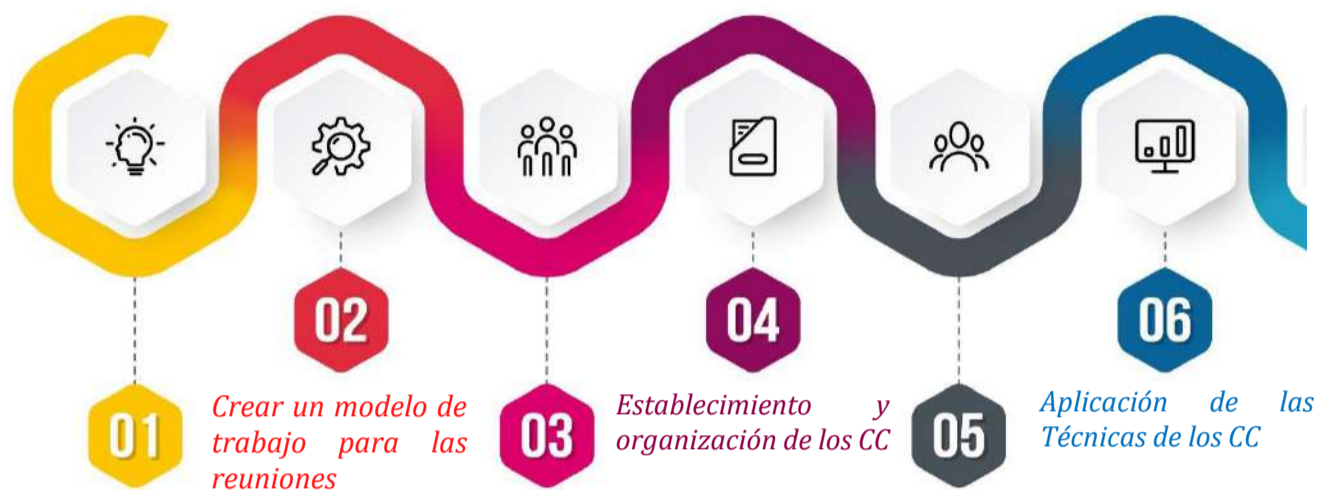 02
04
06
01
Crear un modelo de
trabajo para las
reuniones
03
Establecimiento y
organización de los CC
05
Aplicación de las
Técnicas de los CC